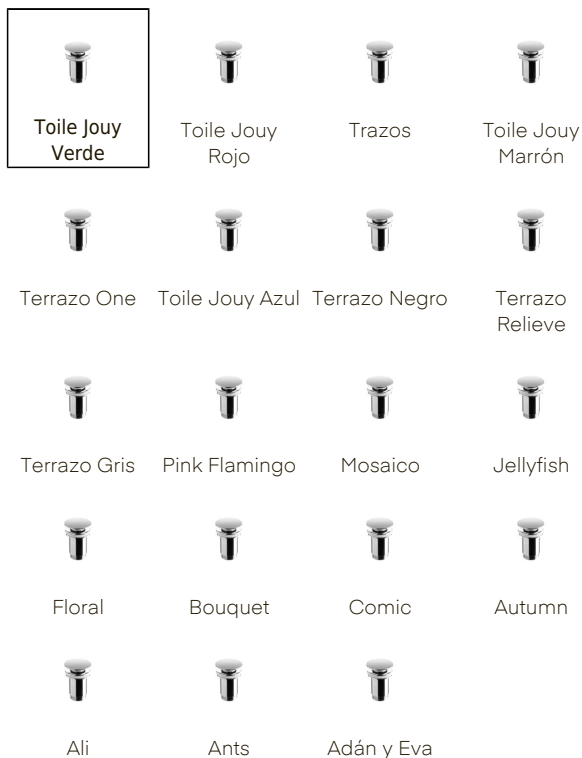 Toile Jouy
Verde
Toile Jouy
Rojo
Trazos
Toile Jouy
Marrón
Terrazo One
Toile Jouy Azul
Terrazo Negro
Terrazo
Relieve
Terrazo Gris
Pink Flamingo
Mosaico
Jellyfish
Floral
Bouquet
Comic
Autumn
Ali
Ants
Adán y Eva